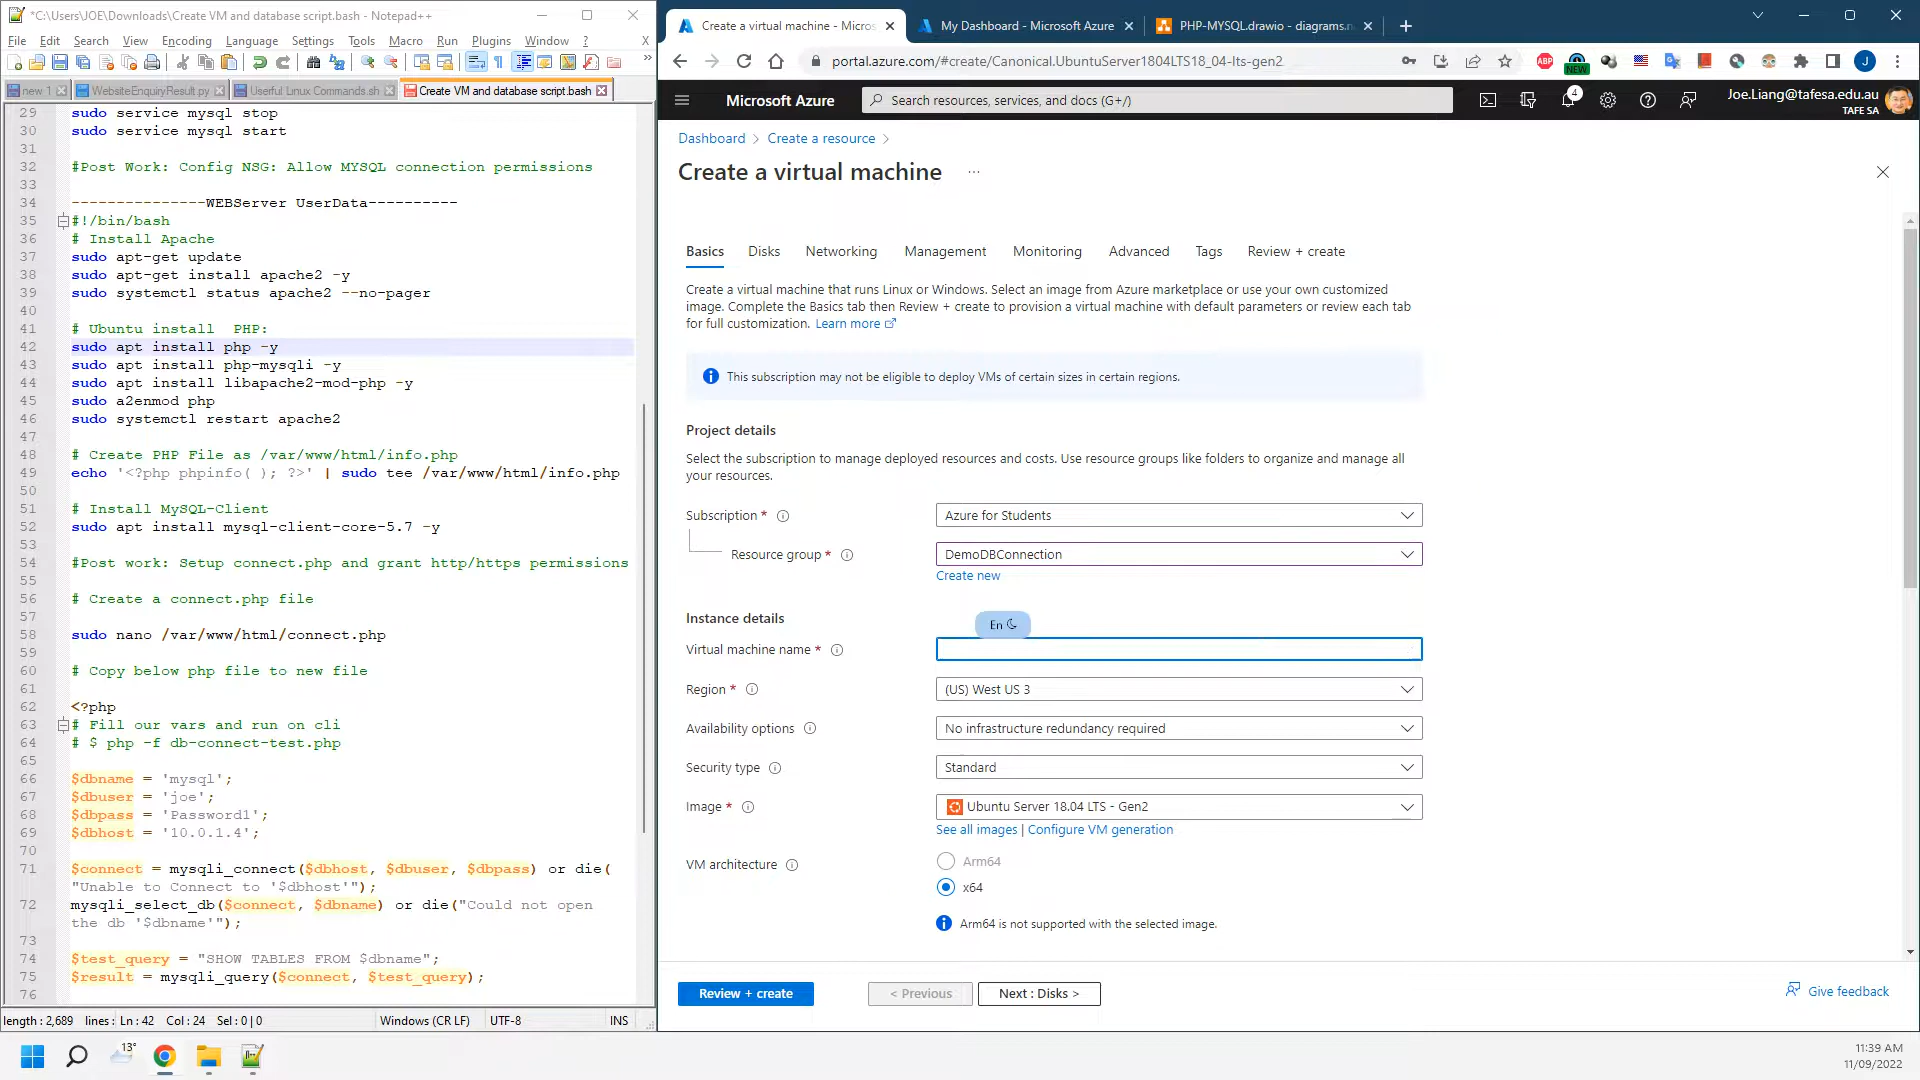 *C:\Users\JOE\Downloads\Create VM and database script.bash - Notepad++
File Edit Search View Encoding Language Settings Tools Macro Run Plugins Window ? X
new 1
WebsiteEnquiryResult.py
Userful Linux Commands.sh
Create VM and database script.bash
29 sudo service mysql stop
30 sudo service mysql start
31
32 #Post Work: Config NSG: Allow MYSQL connection permissions
33
34 ---------------WEBServer UserData----------
35 #!/bin/bash
36 # Install Apache
37 sudo apt-get update
38 sudo apt-get install apache2 -y
39 sudo systemctl status apache2 --no-pager
40
41 # Ubuntu install  PHP:
42 sudo apt install php -y
43 sudo apt install php-mysqli -y
44 sudo apt install libapache2-mod-php -y
45 sudo a2enmod php
46 sudo systemctl restart apache2
47
48 # Create PHP File as /var/www/html/info.php
49 echo '<?php phpinfo( ); ?>' | sudo tee /var/www/html/info.php
50
51 # Install MySQL-Client
52 sudo apt install mysql-client-core-5.7 -y
53
54 #Post work: Setup connect.php and grant http/https permissions
55
56 # Create a connect.php file
57
58 sudo nano /var/www/html/connect.php
59
60 # Copy below php file to new file
61
62 <?php
63 # Fill our vars and run on cli
64 # $ php -f db-connect-test.php
65
66 $dbname = 'mysql';
67 $dbuser = 'joe';
68 $dbpass = 'Password1';
69 $dbhost = '10.0.1.4';
70
71 $connect = mysqli_connect($dbhost, $dbuser, $dbpass) or die(
"Unable to Connect to '$dbhost'");
72 mysqli_select_db($connect, $dbname) or die("Could not open
the db '$dbname'");
73
74 $test_query = "SHOW TABLES FROM $dbname";
75 $result = mysqli_query($connect, $test_query);
76
length : 2,689 lines : Ln : 42 Col : 24 Sel : 0 | 0 Windows (CR LF) UTF-8 INS
Create a virtual machine - Micros
My Dashboard - Microsoft Azure
PHP-MYSQL.drawio - diagrams.n
portal.azure.com/#create/Canonical.UbuntuServer1804LTS18_04-lts-gen2
ABP
NEW
J
Microsoft Azure
Search resources, services, and docs (G+/)
4
Joe.Liang@tafesa.edu.au
TAFE SA
Dashboard > Create a resource >
Create a virtual machine ...
Basics Disks Networking Management Monitoring Advanced Tags Review + create
Create a virtual machine that runs Linux or Windows. Select an image from Azure marketplace or use your own customized
image. Complete the Basics tab then Review + create to provision a virtual machine with default parameters or review each tab
for full customization. Learn more
This subscription may not be eligible to deploy VMs of certain sizes in certain regions.
Project details
Select the subscription to manage deployed resources and costs. Use resource groups like folders to organize and manage all
your resources.
Subscription * Azure for Students
Resource group * DemoDBConnection
Create new
Instance details
En
Virtual machine name *
Region * (US) West US 3
Availability options No infrastructure redundancy required
Security type Standard
Image * Ubuntu Server 18.04 LTS - Gen2
See all images | Configure VM generation
VM architecture Arm64
x64
Arm64 is not supported with the selected image.
Review + create
< Previous
Next : Disks >
Give feedback
13°
11:39 AM
11/09/2022